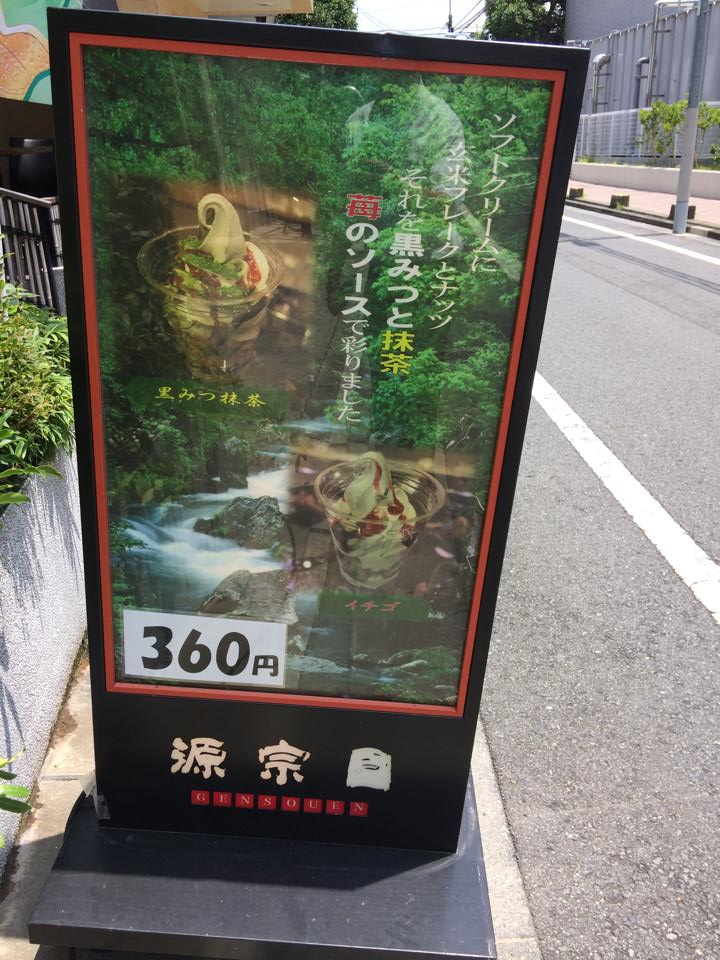 ソフトクリームに
玄米フレークとナッツ
それを黒みつと抹茶
苺のソースで彩りました
黒みつ抹茶
イチゴ
360円
源宗園
GENSOUEN